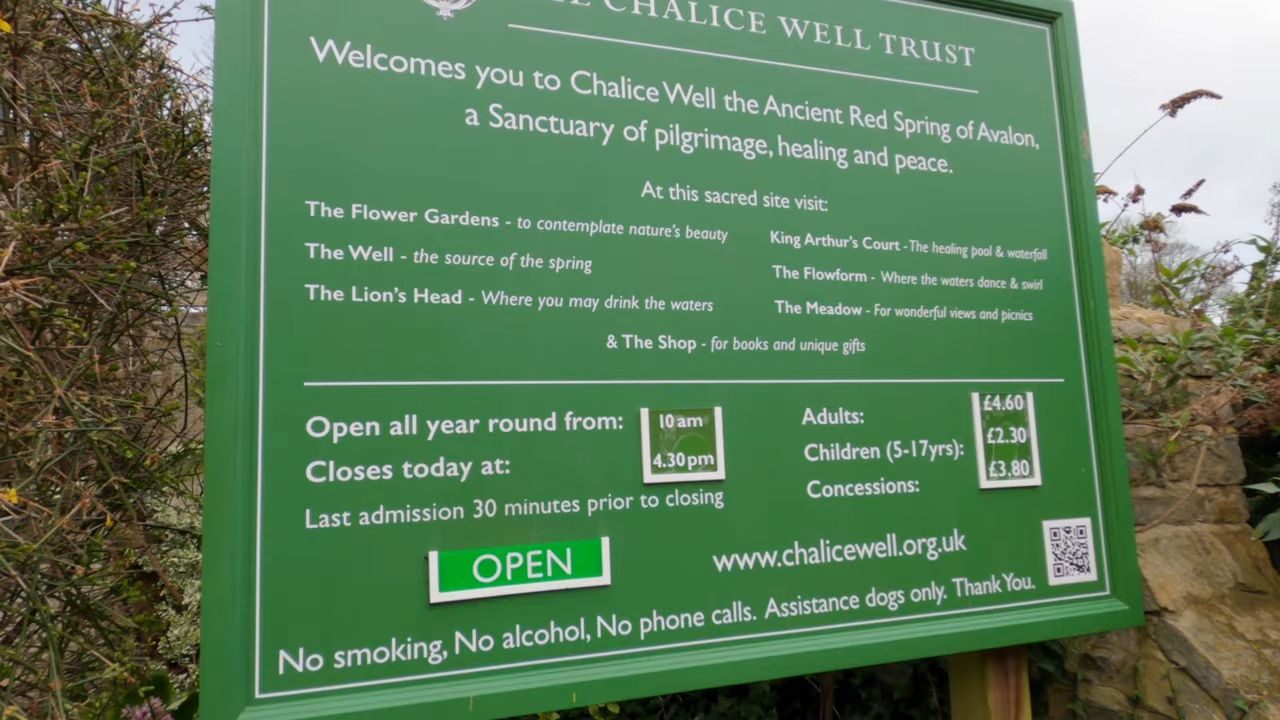 CHALICE WELL TRUST
Welcomes you to Chalice Well the Ancient Red Spring of Avalon,
a Sanctuary of pilgrimage, healing and peace.
At this sacred site visit:
The Flower Gardens - to contemplate nature's beauty
The Well - the source of the spring
The Lion's Head - Where you may drink the waters
King Arthur's Court - The healing pool & waterfall
The Flowform - Where the waters dance & swirl
The Meadow - For wonderful views and picnics
& The Shop - for books and unique gifts
Open all year round from: 10 am
Closes today at: 4.30pm
Last admission 30 minutes prior to closing
OPEN
Adults: £4.60
Children (5-17yrs): £2.30
Concessions: £3.80
www.chalicewell.org.uk
No smoking, No alcohol, No phone calls. Assistance dogs only. Thank You.